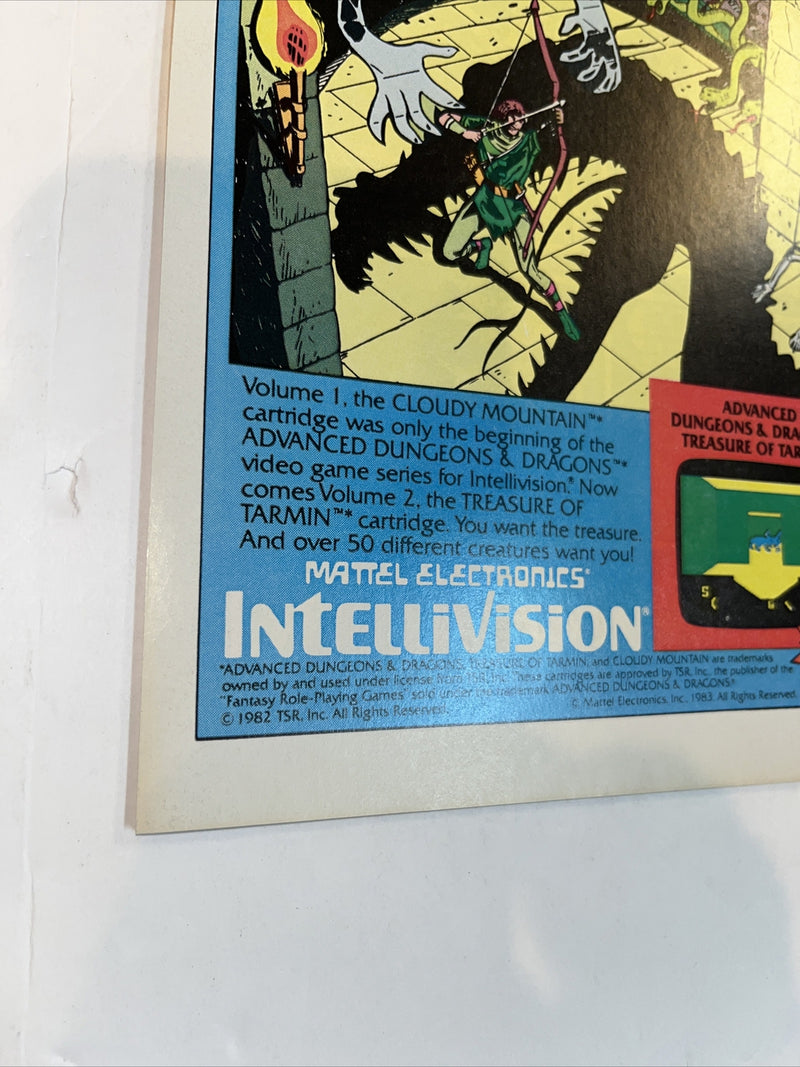 Volume 1, the CLOUDY MOUNTAIN™*
cartridge was only the beginning of the
ADVANCED DUNGEONS & DRAGONS™*
video game series for Intellivision.® Now
comes Volume 2, the TREASURE OF
TARMIN™* cartridge. You want the treasure.
And over 50 different creatures want you!
MATTEL ELECTRONICS®
INTELLIVISION®
ADVANCED
DUNGEONS & DRA
TREASURE OF TAR
*ADVANCED DUNGEONS & DRAGONS, TREASURE OF TARMIN, and CLOUDY MOUNTAIN are trademarks
owned by and used under license from TSR, Inc. These cartridges are approved by TSR, Inc., the publisher of the
"Fantasy Role-Playing Games" sold under the trademark ADVANCED DUNGEONS & DRAGONS®
© 1982 TSR, Inc. All Rights Reserved.
© Mattel Electronics, Inc. 1983. All Rights Reserved.